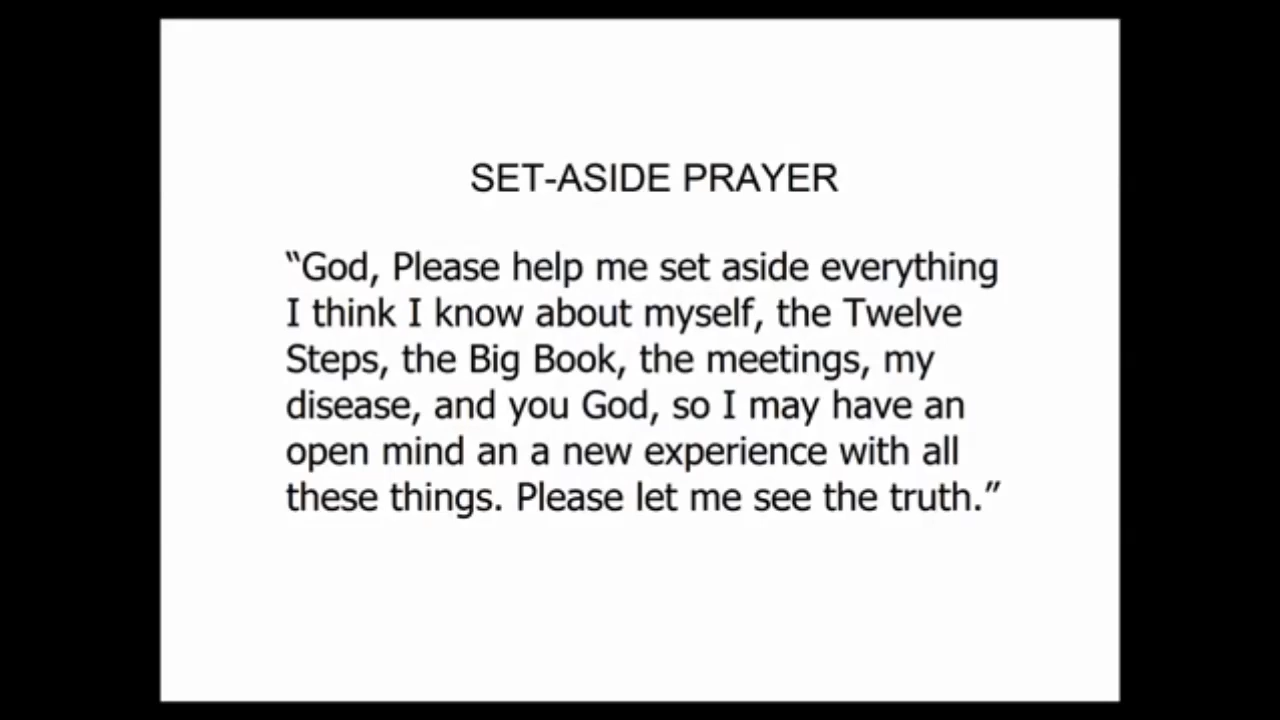 SET-ASIDE PRAYER
“God, Please help me set aside everything
I think I know about myself, the Twelve
Steps, the Big Book, the meetings, my
disease, and you God, so I may have an
open mind an a new experience with all
these things. Please let me see the truth.”